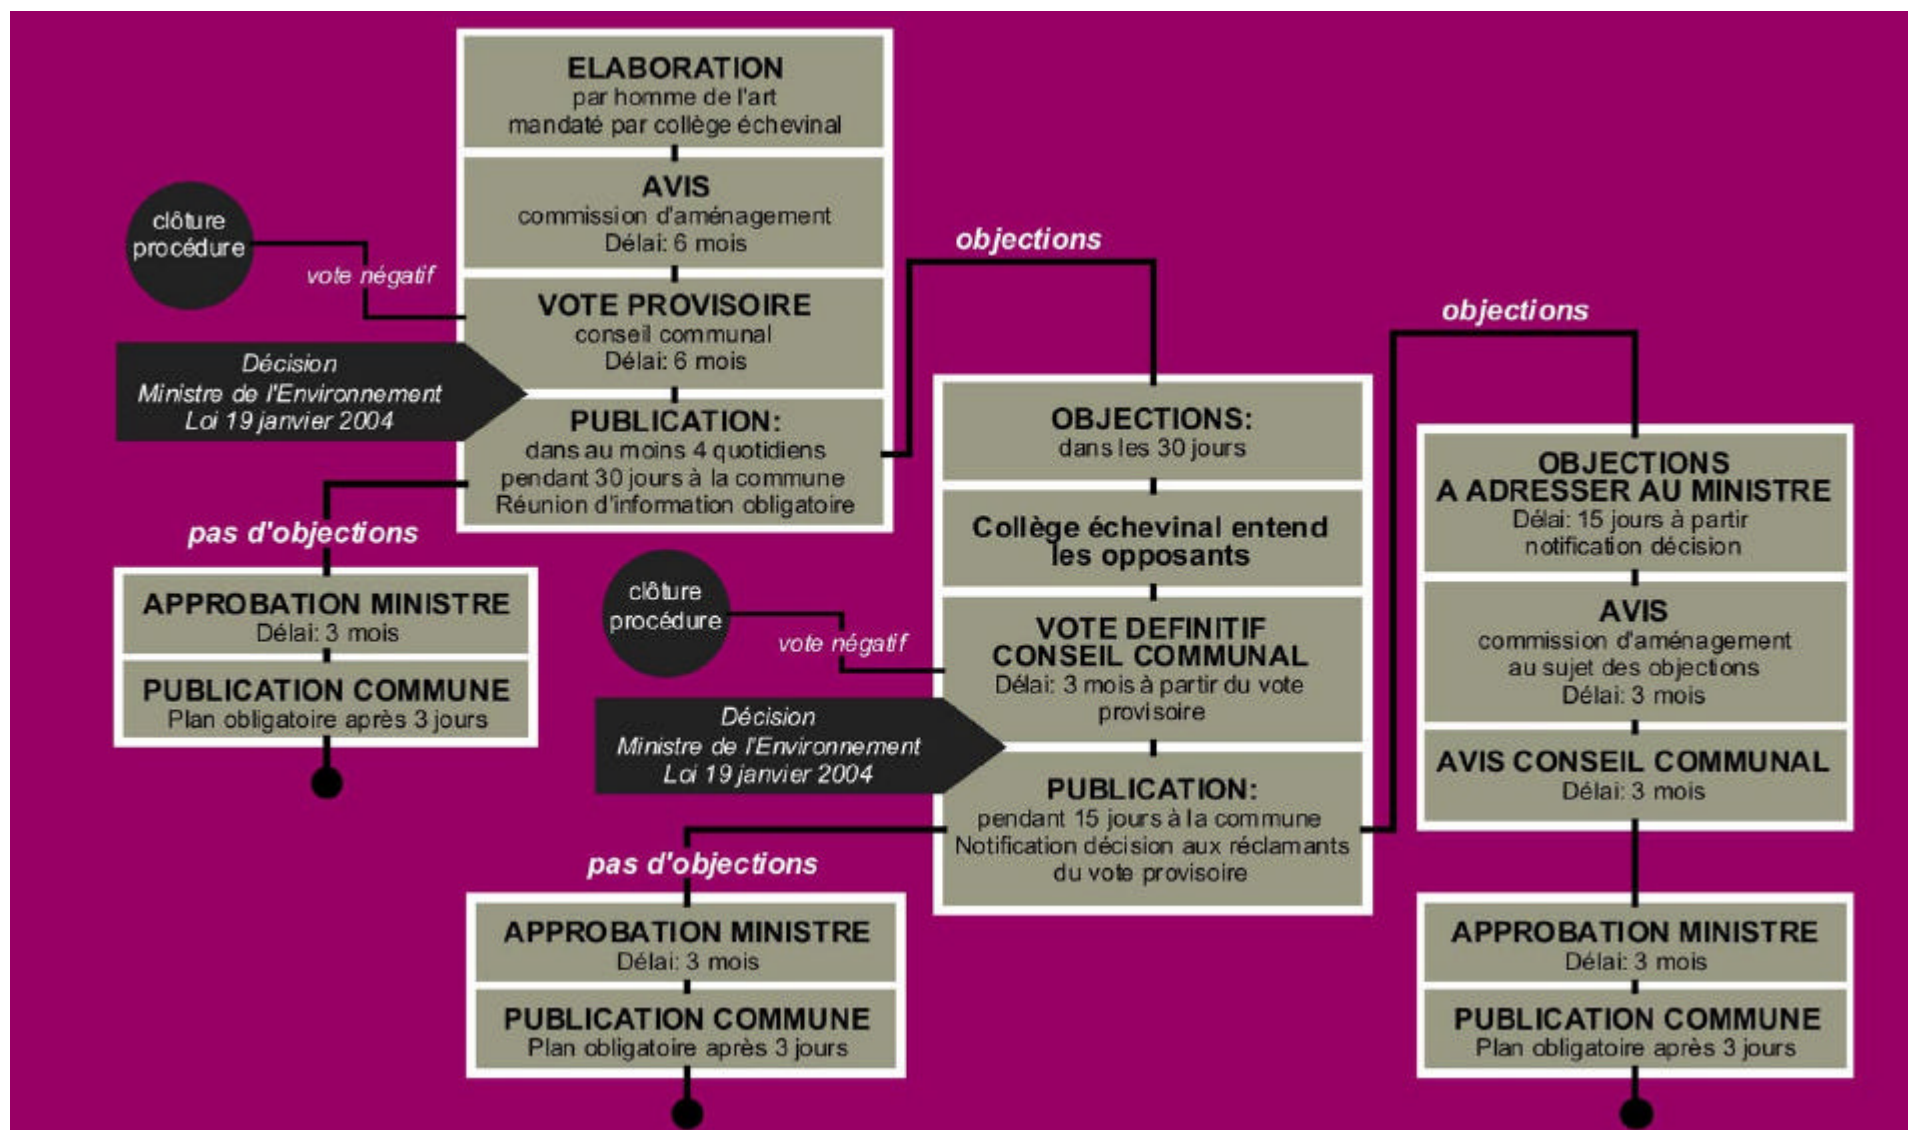 ELABORATION
par homme de l'art
mandaté par collège échevinal
AVIS
commission d'aménagement
Délai: 6 mois
clôture
procédure
vote négatif
VOTE PROVISOIRE
conseil communal
Délai: 6 mois
Décision
Ministre de l'Environnement
Loi 19 janvier 2004
PUBLICATION:
dans au moins 4 quotidiens
pendant 30 jours à la commune
Réunion d'information obligatoire
pas d'objections
APPROBATION MINISTRE
Délai: 3 mois
PUBLICATION COMMUNE
Plan obligatoire après 3 jours
objections
OBJECTIONS:
dans les 30 jours
Collège échevinal entend
les opposants
clôture
procédure
vote négatif
VOTE DEFINITIF
CONSEIL COMMUNAL
Délai: 3 mois à partir du vote
provisoire
Décision
Ministre de l'Environnement
Loi 19 janvier 2004
PUBLICATION:
pendant 15 jours à la commune
Notification décision aux réclamants
du vote provisoire
pas d'objections
APPROBATION MINISTRE
Délai: 3 mois
PUBLICATION COMMUNE
Plan obligatoire après 3 jours
objections
OBJECTIONS
A ADRESSER AU MINISTRE
Délai: 15 jours à partir
notification décision
AVIS
commission d'aménagement
au sujet des objections
Délai: 3 mois
AVIS CONSEIL COMMUNAL
Délai: 3 mois
APPROBATION MINISTRE
Délai: 3 mois
PUBLICATION COMMUNE
Plan obligatoire après 3 jours